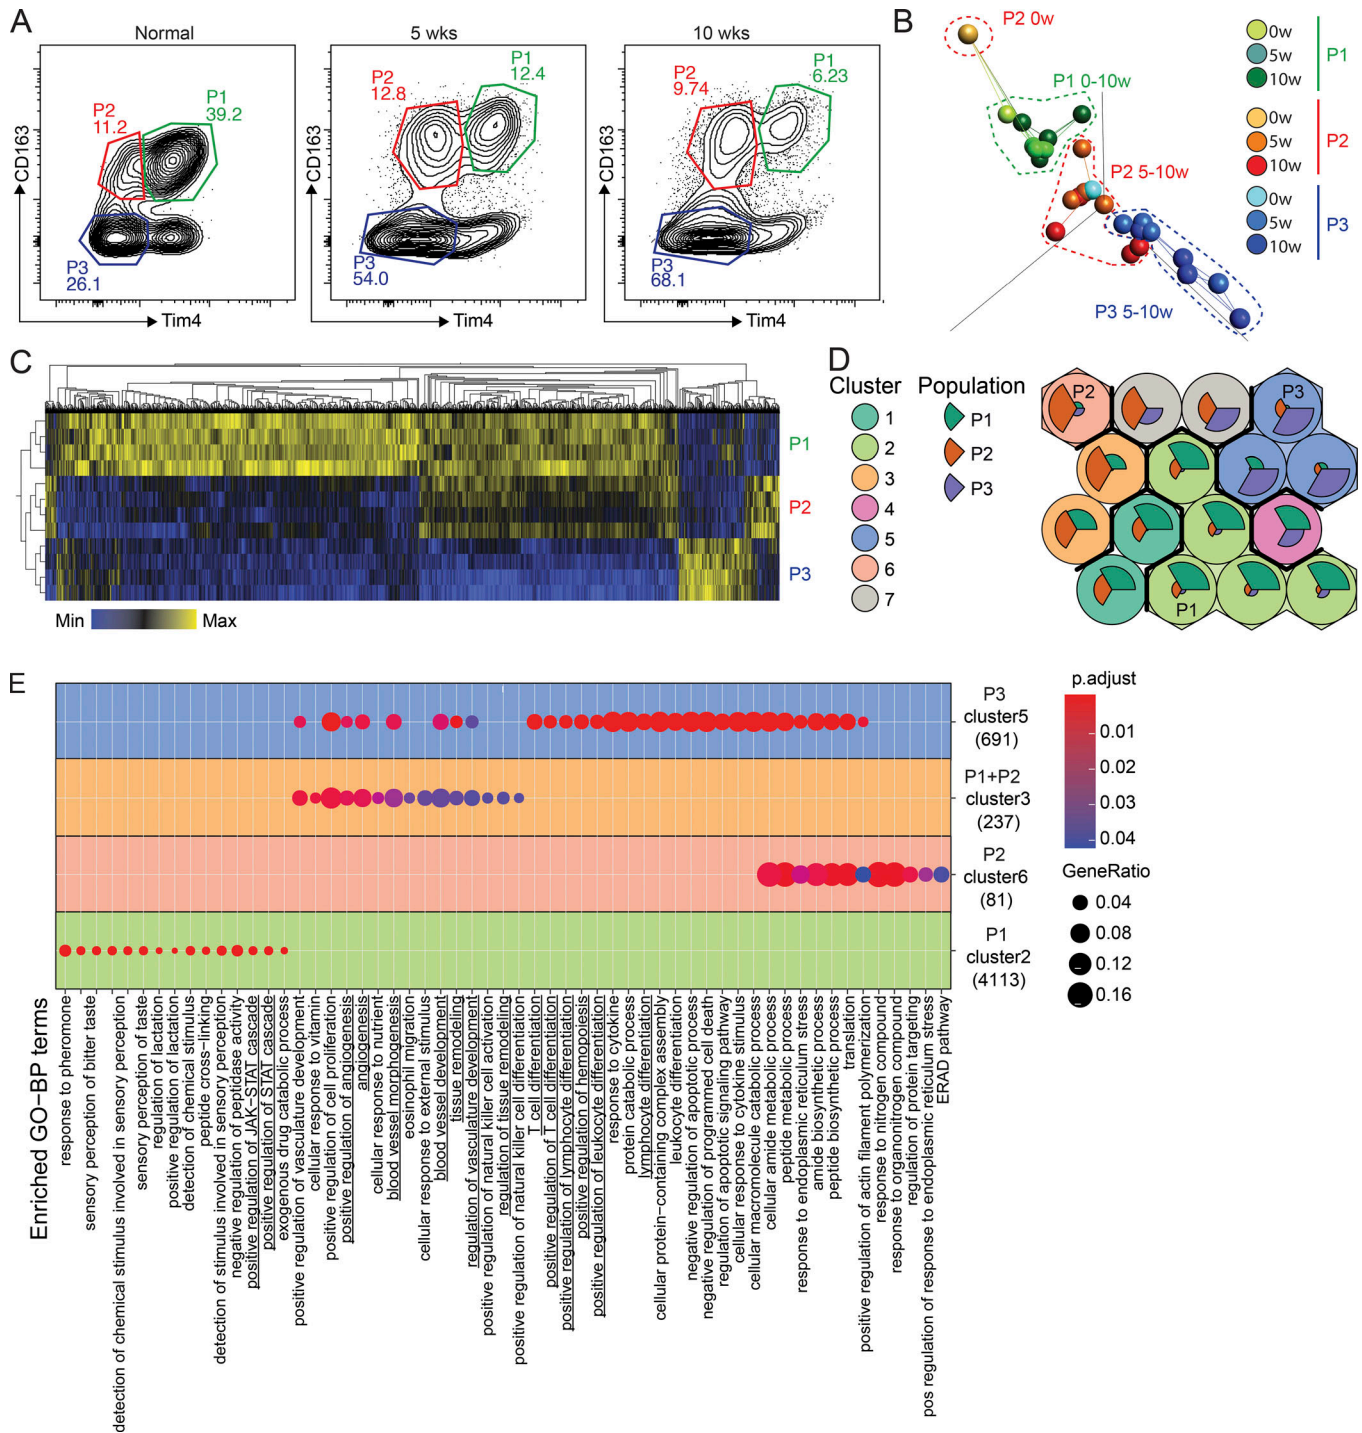 A
Normal
5 wks
10 wks
CD163
P2
11.2
P1
39.2
P3
26.1
Tim4
CD163
P2
12.8
P1
12.4
P3
54.0
Tim4
CD163
P2
9.74
P1
6.23
P3
68.1
Tim4
B
P2 0w
P1 0-10w
P2 5-10w
P3 5-10w
0w
5w
10w
P1
0w
5w
10w
P2
0w
5w
10w
P3
C
P1
P2
P3
Min
Max
D
Cluster
1
2
3
4
5
6
7
Population
P1
P2
P3
P2
P3
P1
E
P3
cluster5
(691)
P1+P2
cluster3
(237)
P2
cluster6
(81)
P1
cluster2
(4113)
p.adjust
0.01
0.02
0.03
0.04
GeneRatio
0.04
0.08
0.12
0.16
Enriched GO-BP terms
response to pheromone
sensory perception of bitter taste
detection of chemical stimulus involved in sensory perception
sensory perception of taste
regulation of lactation
positive regulation of lactation
detection of chemical stimulus
peptide cross-linking
detection of stimulus involved in sensory perception
negative regulation of peptidase activity
positive regulation of JAK-STAT cascade
positive regulation of STAT cascade
exogenous drug catabolic process
positive regulation of vasculature development
cellular response to vitamin
positive regulation of cell proliferation
positive regulation of angiogenesis
angiogenesis
cellular response to nutrient
blood vessel morphogenesis
eosinophil migration
cellular response to external stimulus
blood vessel development
tissue remodeling
regulation of vasculature development
positive regulation of natural killer cell activation
regulation of tissue remodeling
positive regulation of natural killer cell differentiation
T cell differentiation
positive regulation of T cell differentiation
positive regulation of lymphocyte differentiation
positive regulation of hemopoiesis
positive regulation of leukocyte differentiation
response to cytokine
protein catabolic process
lymphocyte differentiation
cellular protein-containing complex assembly
leukocyte differentiation
negative regulation of apoptotic process
negative regulation of programmed cell death
regulation of apoptotic signaling pathway
cellular response to cytokine stimulus
cellular macromolecule catabolic process
cellular amide metabolic process
peptide metabolic process
response to endoplasmic reticulum stress
amide biosynthetic process
peptide biosynthetic process
translation
positive regulation of actin filament polymerization
response to nitrogen compound
response to organonitrogen compound
regulation of protein targeting
pos regulation of response to endoplasmic reticulum stress
ERAD pathway